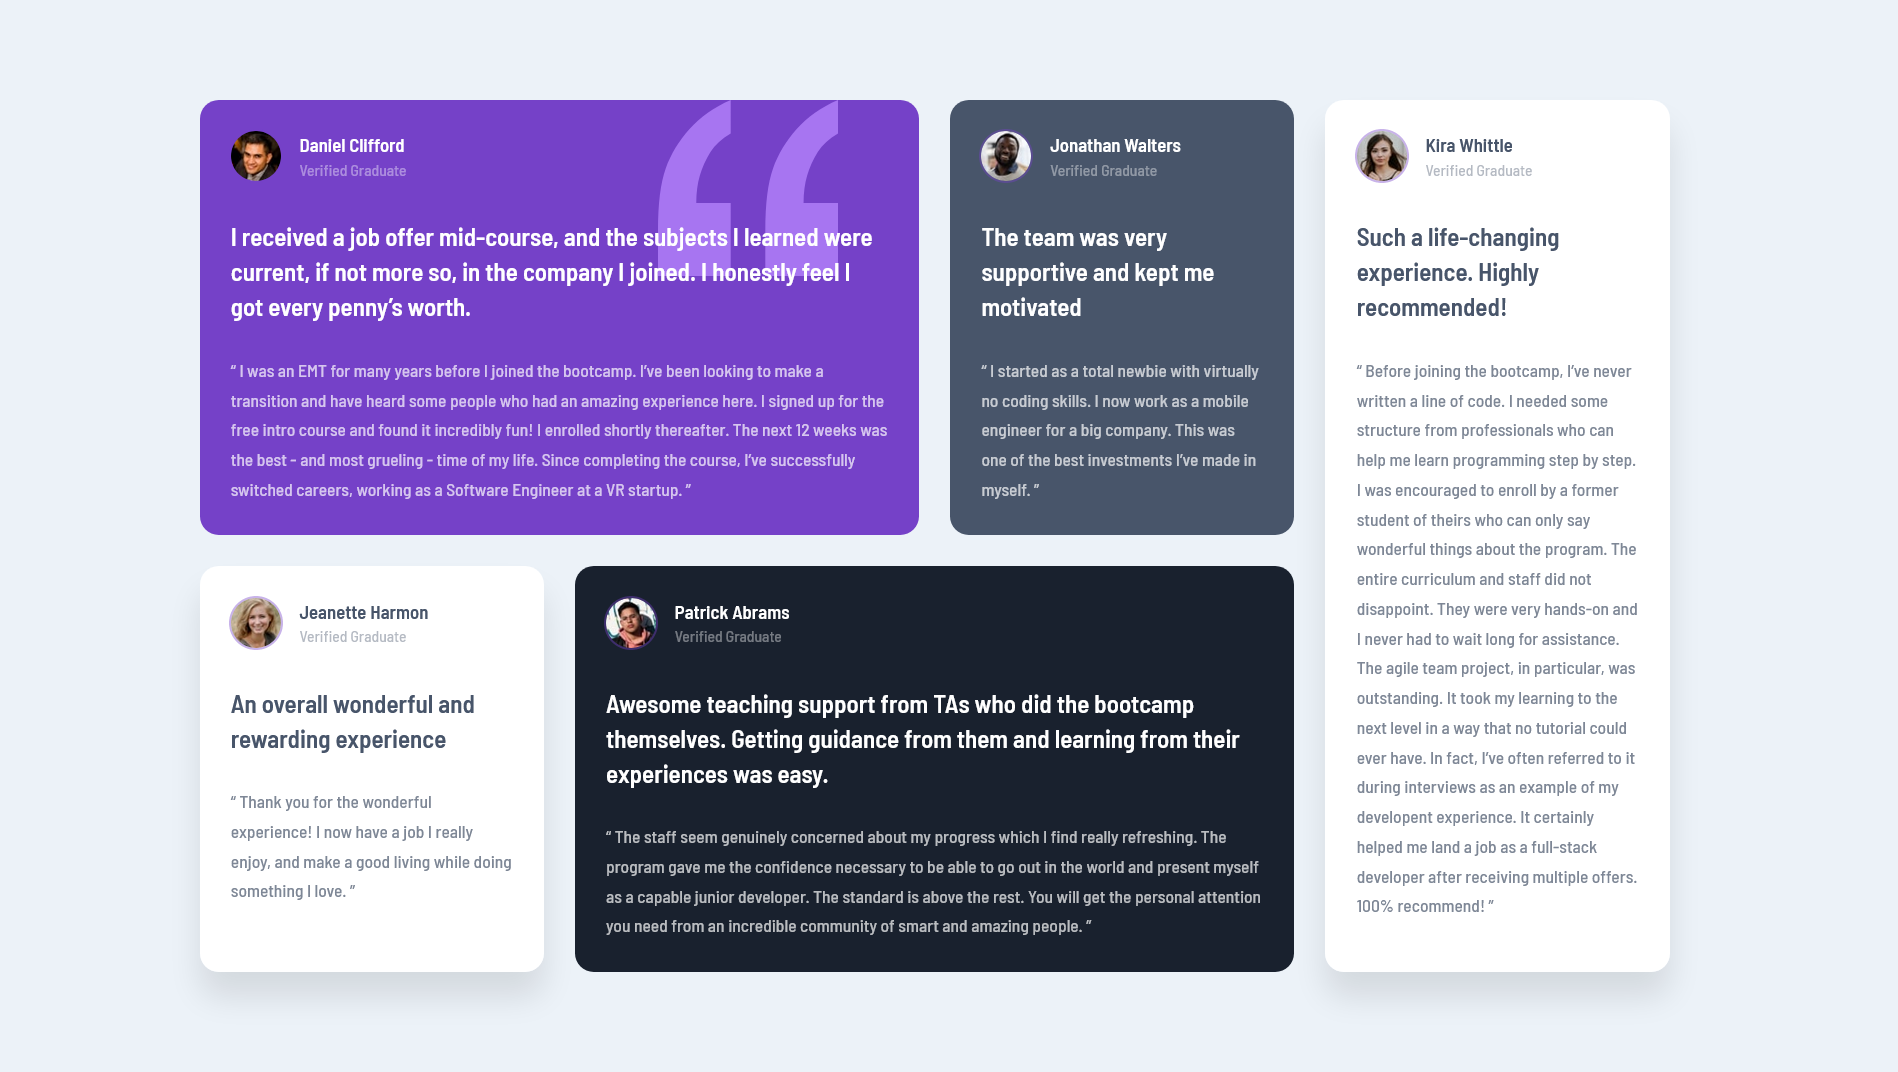 Daniel Clifford
Verified Graduate
I received a job offer mid-course, and the subjects I learned were
current, if not more so, in the company I joined. I honestly feel I
got every penny’s worth.
“ I was an EMT for many years before I joined the bootcamp. I’ve been looking to make a
transition and have heard some people who had an amazing experience here. I signed up for the
free intro course and found it incredibly fun! I enrolled shortly thereafter. The next 12 weeks was
the best - and most grueling - time of my life. Since completing the course, I’ve successfully
switched careers, working as a Software Engineer at a VR startup. ”
Jonathan Walters
Verified Graduate
The team was very
supportive and kept me
motivated
“ I started as a total newbie with virtually
no coding skills. I now work as a mobile
engineer for a big company. This was
one of the best investments I’ve made in
myself. ”
Kira Whittle
Verified Graduate
Such a life-changing
experience. Highly
recommended!
“ Before joining the bootcamp, I’ve never
written a line of code. I needed some
structure from professionals who can
help me learn programming step by step.
I was encouraged to enroll by a former
student of theirs who can only say
wonderful things about the program. The
entire curriculum and staff did not
disappoint. They were very hands-on and
I never had to wait long for assistance.
The agile team project, in particular, was
outstanding. It took my learning to the
next level in a way that no tutorial could
ever have. In fact, I’ve often referred to it
during interviews as an example of my
developent experience. It certainly
helped me land a job as a full-stack
developer after receiving multiple offers.
100% recommend! ”
Jeanette Harmon
Verified Graduate
An overall wonderful and
rewarding experience
“ Thank you for the wonderful
experience! I now have a job I really
enjoy, and make a good living while doing
something I love. ”
Patrick Abrams
Verified Graduate
Awesome teaching support from TAs who did the bootcamp
themselves. Getting guidance from them and learning from their
experiences was easy.
“ The staff seem genuinely concerned about my progress which I find really refreshing. The
program gave me the confidence necessary to be able to go out in the world and present myself
as a capable junior developer. The standard is above the rest. You will get the personal attention
you need from an incredible community of smart and amazing people. ”